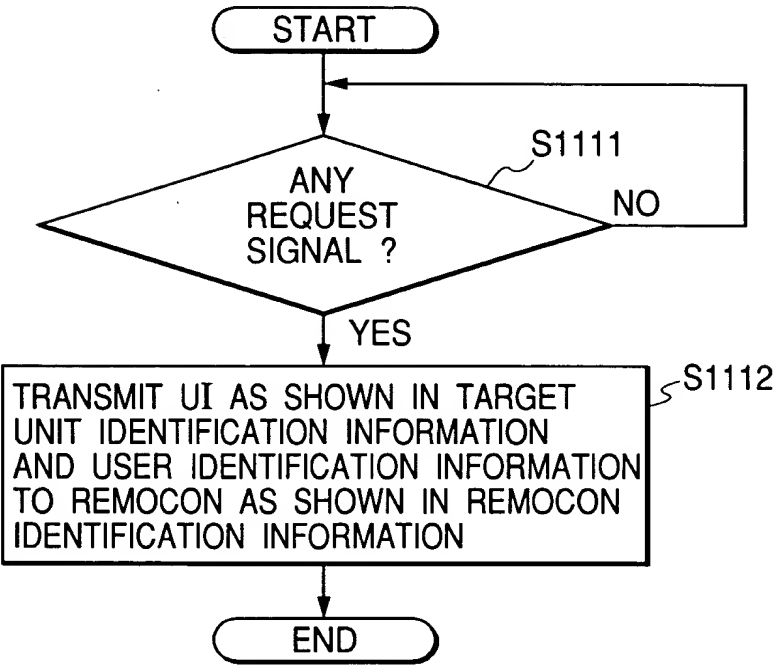 START
S1111
ANY
REQUEST
SIGNAL ?
NO
YES
S1112
TRANSMIT UI AS SHOWN IN TARGET
UNIT IDENTIFICATION INFORMATION
AND USER IDENTIFICATION INFORMATION
TO REMOCON AS SHOWN IN REMOCON
IDENTIFICATION INFORMATION
END